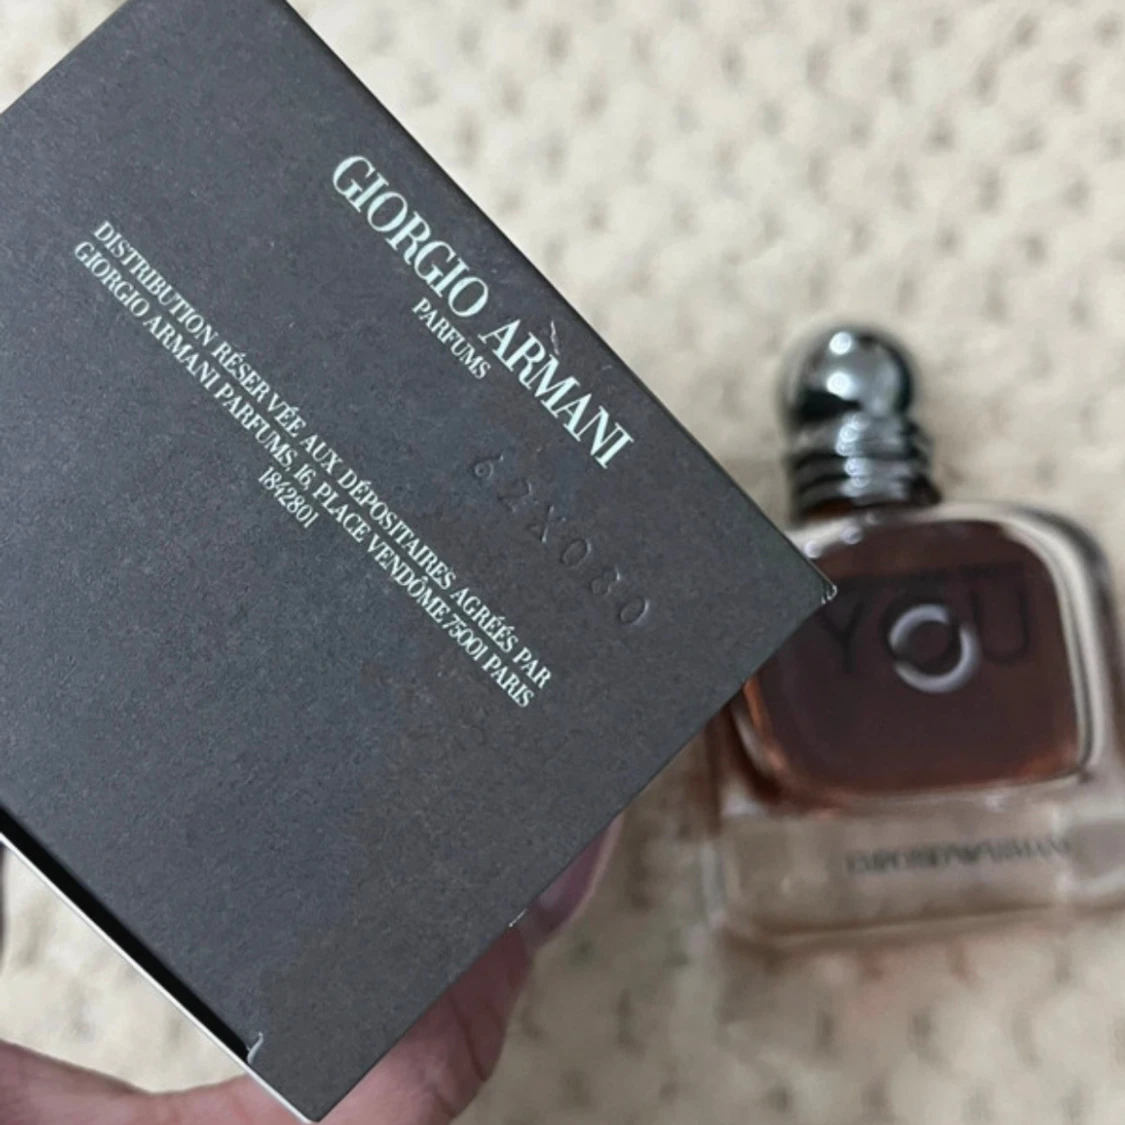 GIORGIO ARMANI
PARFUMS
62X080
DISTRIBUTION RÉSERVÉE AUX DÉPOSITAIRES AGRÉÉS PAR
GIORGIO ARMANI PARFUMS, 16, PLACE VENDÔME 75001 PARIS
1842801
YOU
EMPORIO ARMANI